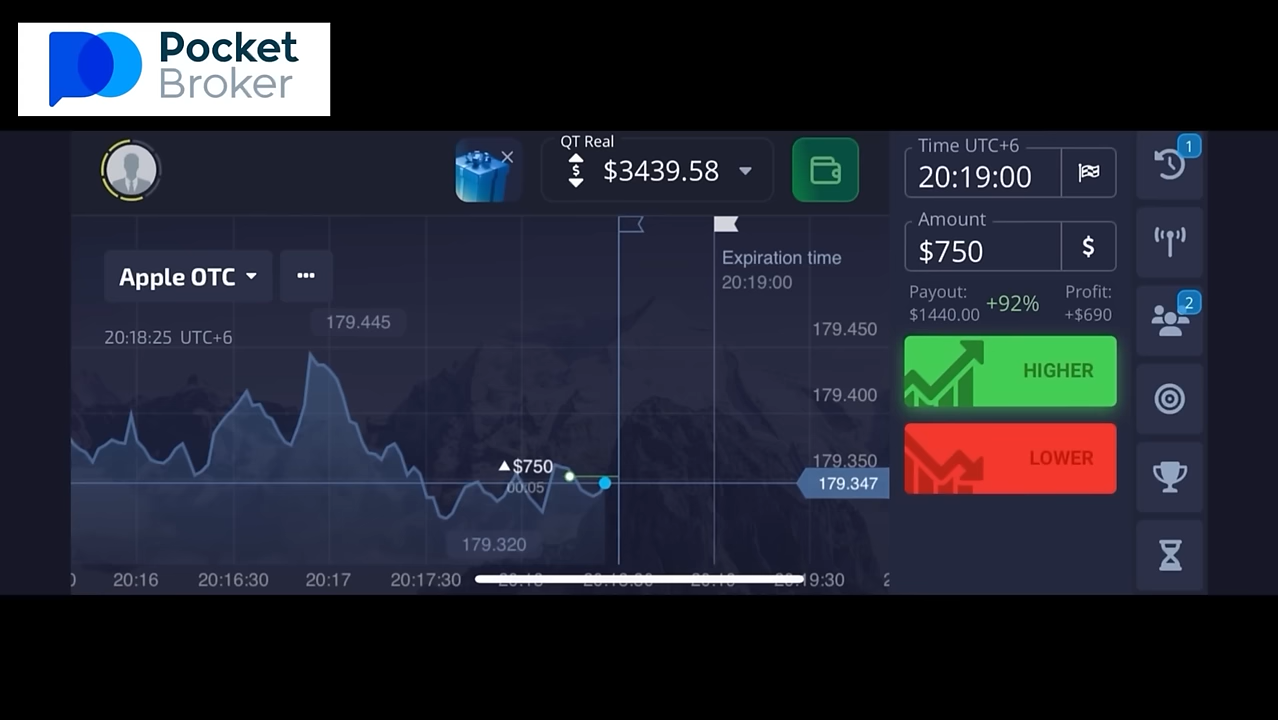 Pocket
Broker
QT Real
$3439.58
$
Time UTC+6
20:19:00
1
Amount
$750
$
Payout:
$1440.00
+92%
Profit:
+$690
2
HIGHER
LOWER
Apple OTC
...
20:18:25 UTC+6
Expiration time
20:19:00
179.445
179.450
179.400
179.350
179.347
$750
00:05
179.320
20:16
20:16:30
20:17
20:17:30